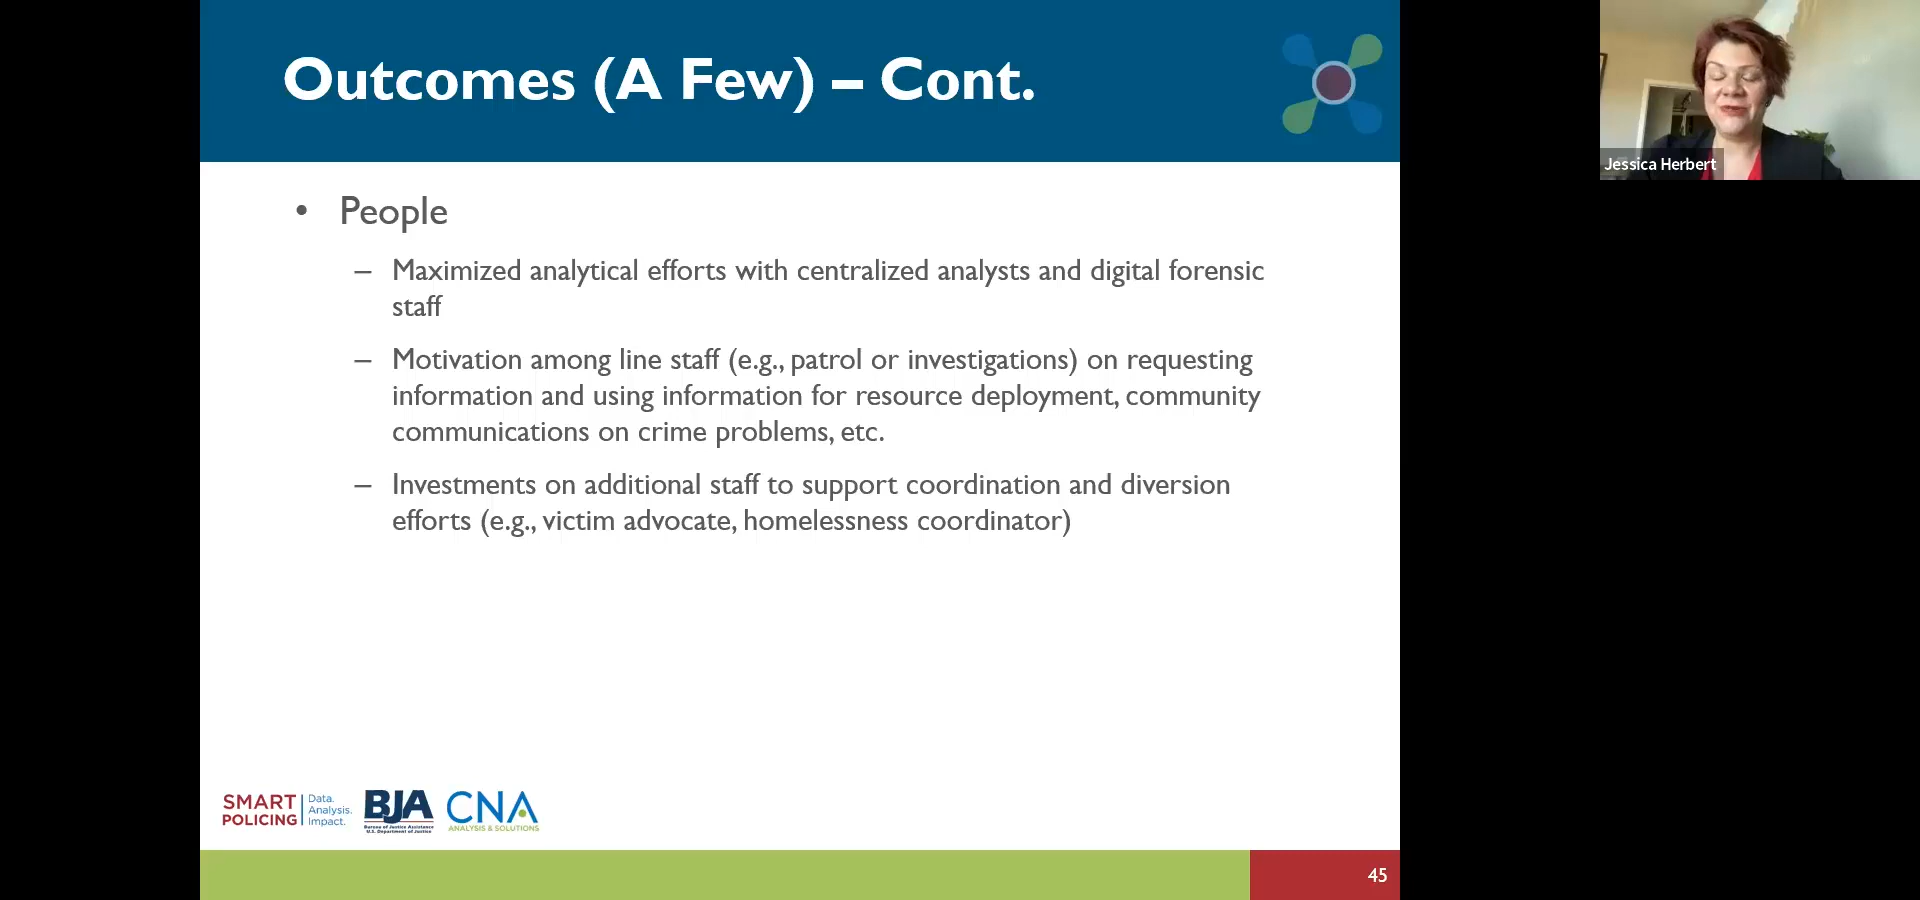 Outcomes (A Few) – Cont.
Jessica Herbert
• People
– Maximized analytical efforts with centralized analysts and digital forensic
staff
– Motivation among line staff (e.g., patrol or investigations) on requesting
information and using information for resource deployment, community
communications on crime problems, etc.
– Investments on additional staff to support coordination and diversion
efforts (e.g., victim advocate, homelessness coordinator)
SMART
POLICING
Data.
Analysis.
Impact.
BJA
Bureau of Justice Assistance
U.S. Department of Justice
CNA
ANALYSIS & SOLUTIONS
45